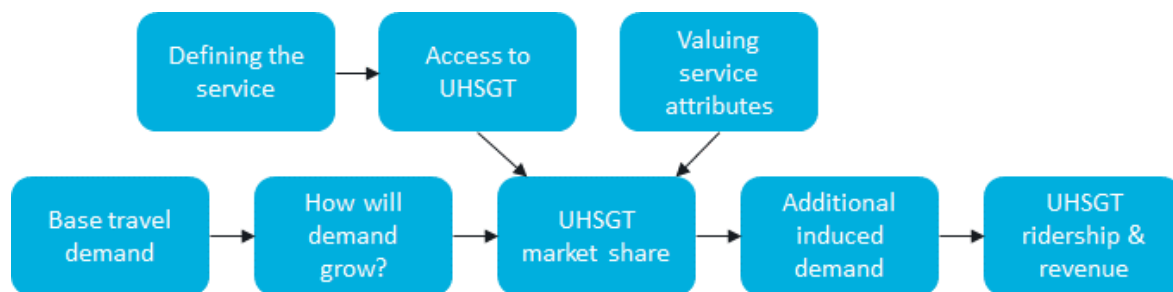 Defining the
service
Access to
UHSGT
Valuing
service
attributes
Base travel
demand
How will
demand
grow?
UHSGT
market share
Additional
induced
demand
UHSGT
ridership &
revenue